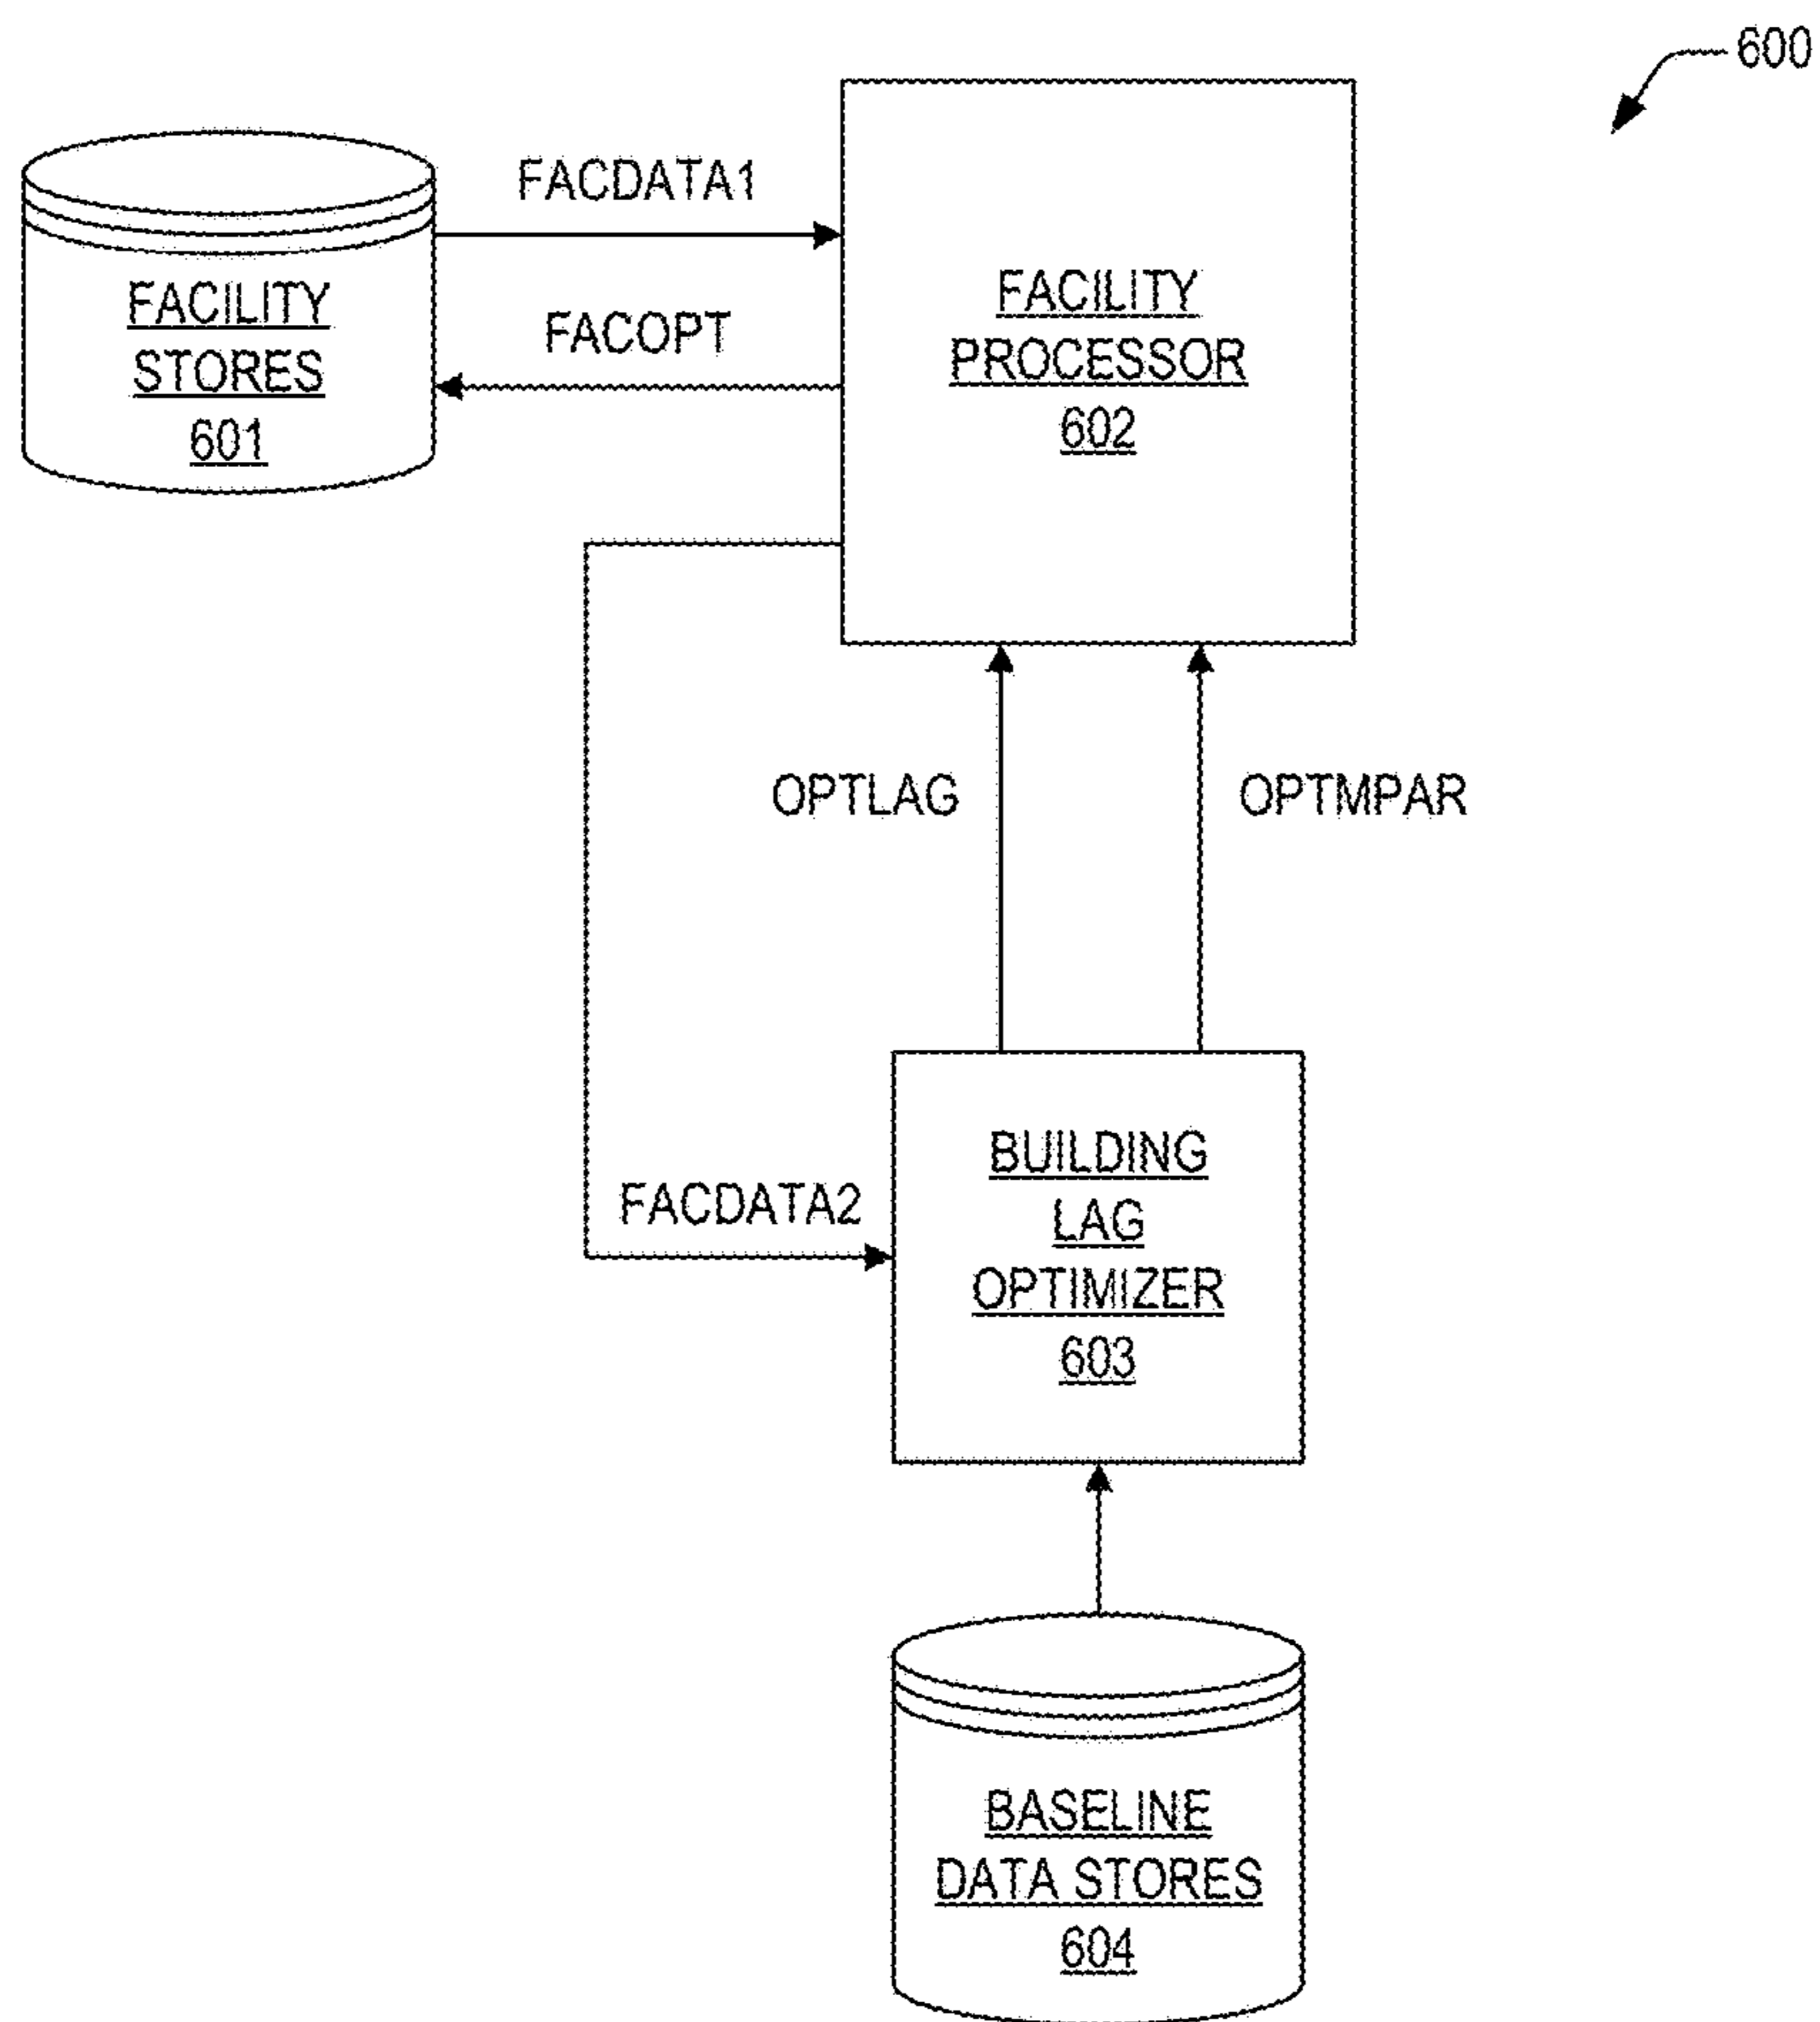 600
FACDATA1
FACILITY
STORES
601
FACOPT
FACILITY
PROCESSOR
602
OPTLAG
OPTMPAR
FACDATA2
BUILDING
LAG
OPTIMIZER
603
BASELINE
DATA STORES
604